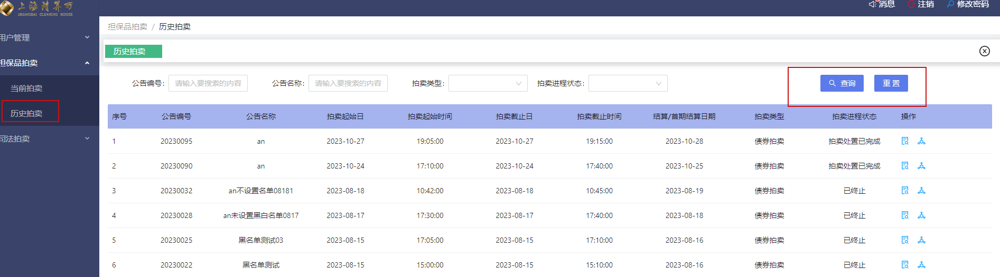 上海清算所
SHANGHAI CLEARING HOUSE
消息 注销 修改密码
用户管理
担保品拍卖
当前拍卖
历史拍卖
司法拍卖
担保品拍卖 / 历史拍卖
历史拍卖
公告编号: 请输入要搜索的内容 公告名称: 请输入要搜索的内容 拍卖类型: 拍卖进程状态: 查询 重置
序号 公告编号 公告名称 拍卖起始日 拍卖起始时间 拍卖截止日 拍卖截止时间 结算/首期结算日期 拍卖类型 拍卖进程状态 操作
1 20230095 an 2023-10-27 19:05:00 2023-10-27 19:15:00 2023-10-28 债券拍卖 拍卖处置已完成
2 20230090 an 2023-10-24 17:10:00 2023-10-24 17:40:00 2023-10-25 债券拍卖 拍卖处置已完成
3 20230032 an不设置名单08181 2023-08-18 10:42:00 2023-08-18 10:45:00 2023-08-19 债券拍卖 已终止
4 20230028 an未设置黑白名单0817 2023-08-17 17:30:00 2023-08-17 17:40:00 2023-08-18 债券拍卖 已终止
5 20230025 黑名单测试03 2023-08-15 17:05:00 2023-08-15 17:10:00 2023-08-16 债券拍卖 已终止
6 20230022 黑名单测试 2023-08-15 15:00:00 2023-08-15 15:10:00 2023-08-16 债券拍卖 已终止